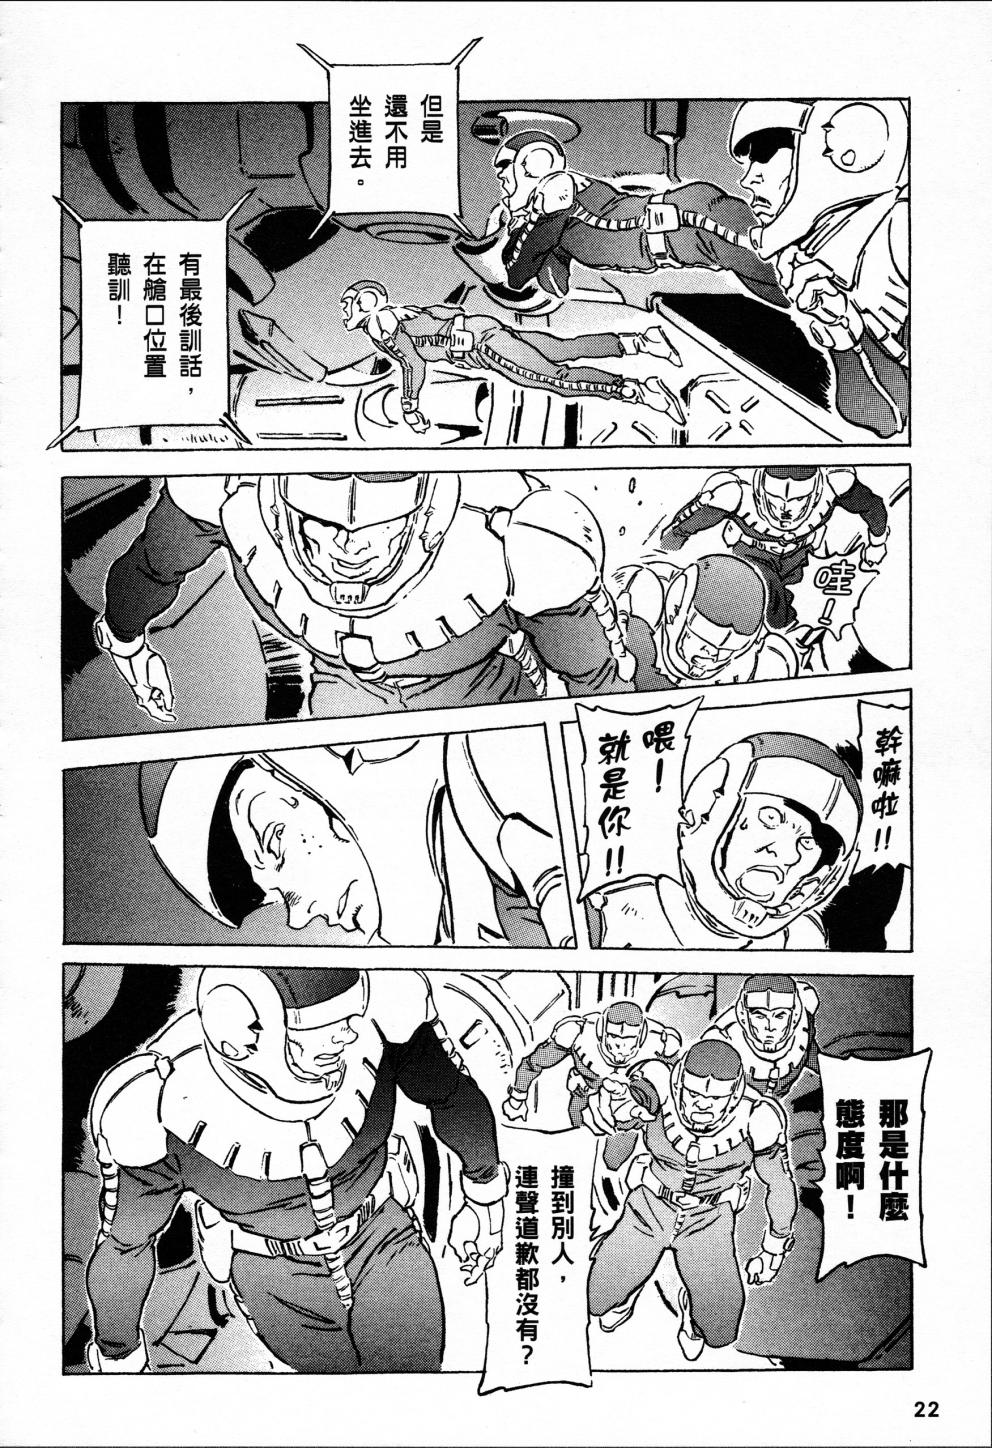 但是
還不用
坐進去。
有最後訓話，
在艙口位置
聽訓！
哇！
幹嘛啦!!
喂！
就是你!!
那是什麼
態度啊！
撞到別人，
連聲道歉都沒有？
22